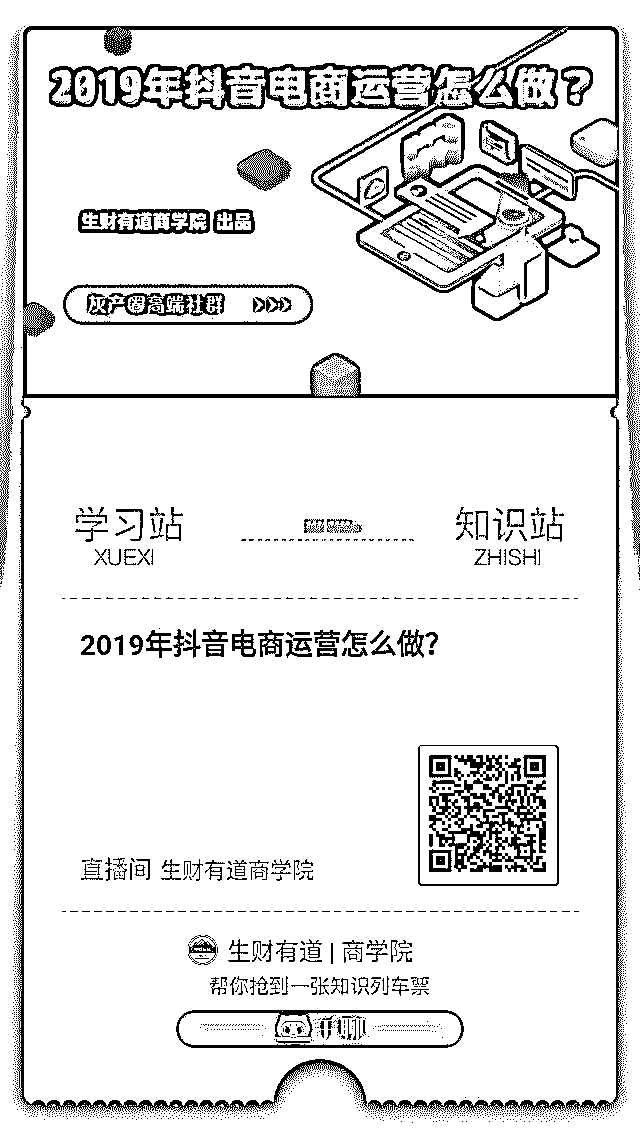 2019年抖音电商运营怎么做？
生财有道商学院 出品
灰产圈高端社群 >>>
学习站 知识站
XUEXI ZHISHI
2019年抖音电商运营怎么做？
直播间 生财有道商学院
生财有道 | 商学院
帮你抢到一张知识列车票
千聊